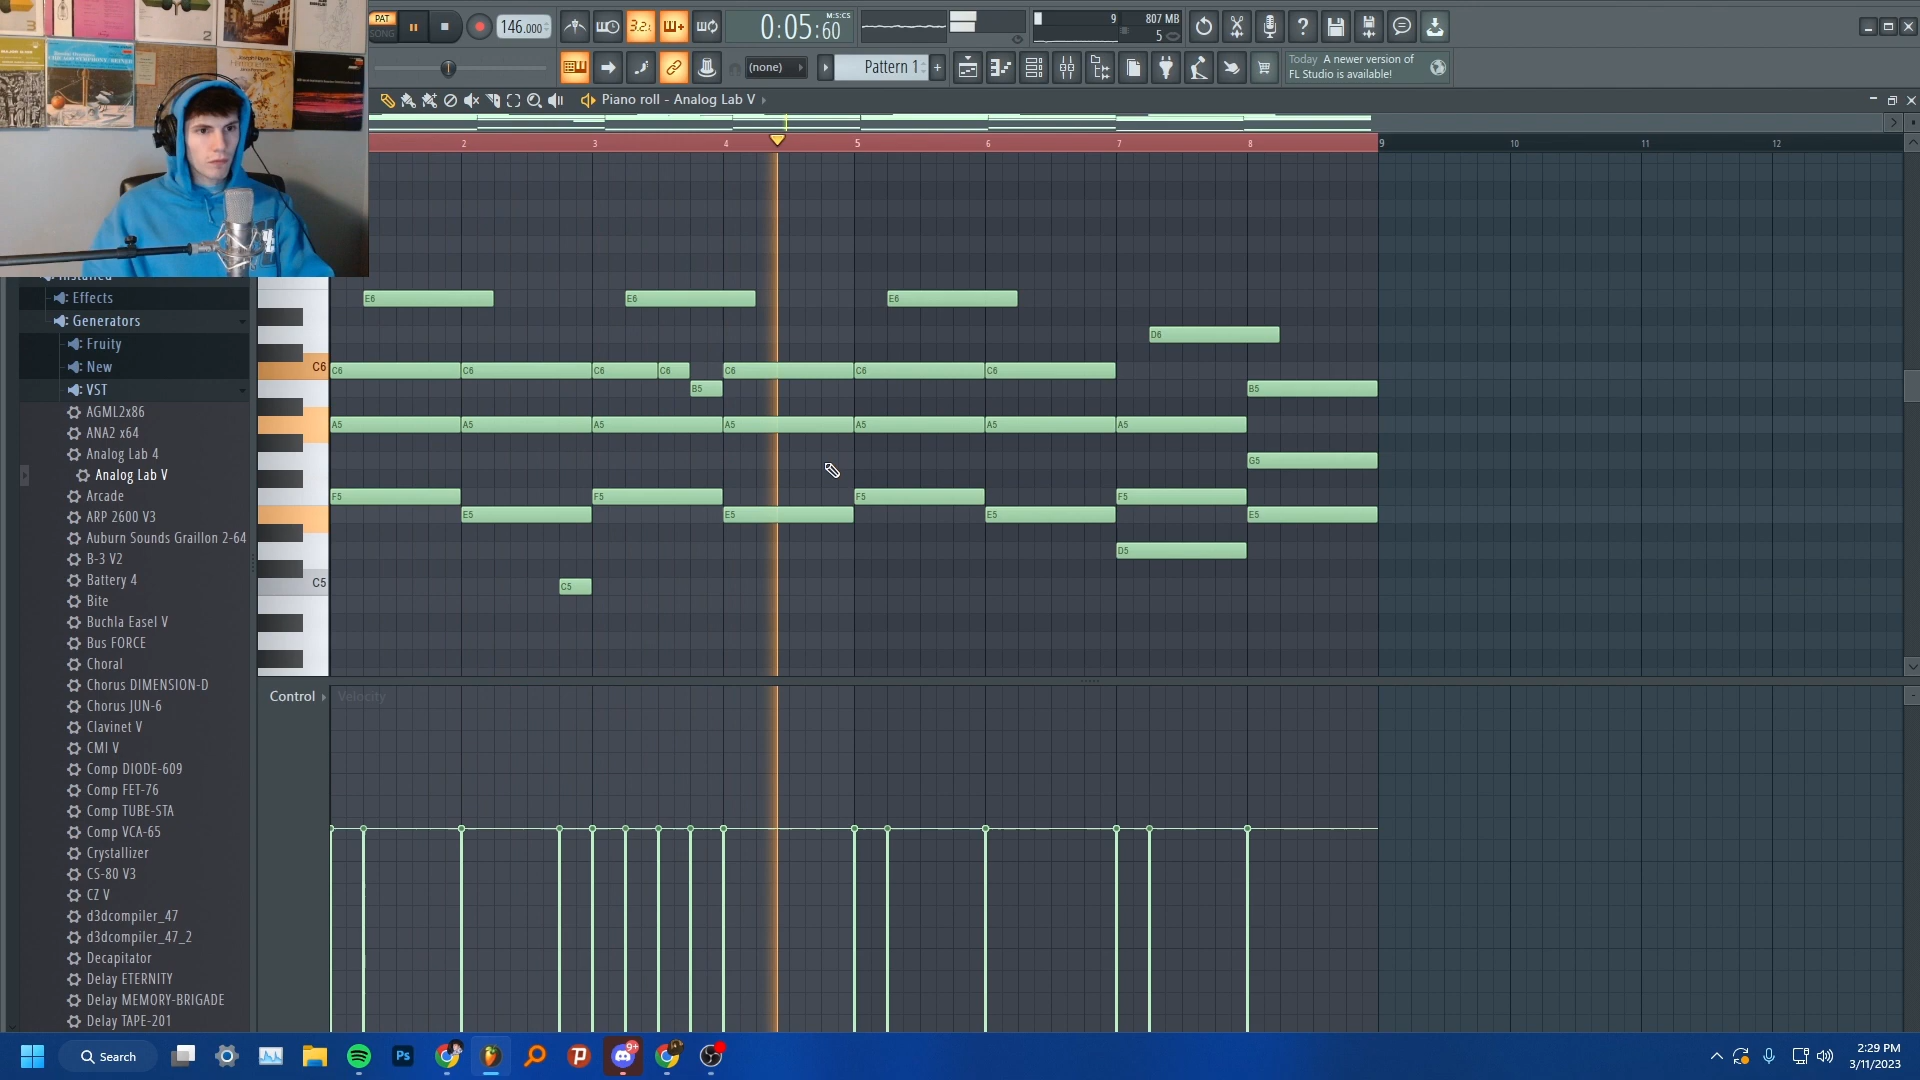 PAT
SONG
146.000
3.2.
0:05:60
M:S:CS
9
807 MB
5
(none)
Pattern 1
+
Today A newer version of
FL Studio is available!
Piano roll - Analog Lab V
2
3
4
5
6
7
8
9
10
11
12
Installed
Effects
Generators
Fruity
New
VST
AGML2x86
ANA2 x64
Analog Lab 4
Analog Lab V
Arcade
ARP 2600 V3
Auburn Sounds Graillon 2-64
B-3 V2
Battery 4
Bite
Buchla Easel V
Bus FORCE
Choral
Chorus DIMENSION-D
Chorus JUN-6
Clavinet V
CMI V
Comp DIODE-609
Comp FET-76
Comp TUBE-STA
Comp VCA-65
Crystallizer
CS-80 V3
CZ V
d3dcompiler_47
d3dcompiler_47_2
Decapitator
Delay ETERNITY
Delay MEMORY-BRIGADE
Delay TAPE-201
E6 E6 E6
D6
C6 C6 C6 C6 C6 C6 C6 C6
B5 B5
A5 A5 A5 A5 A5 A5 A5
G5
F5 F5 F5 F5
E5 E5 E5 E5
D5
C5 C5
Control Velocity
Search
Ps
9+
2:29 PM
3/11/2023